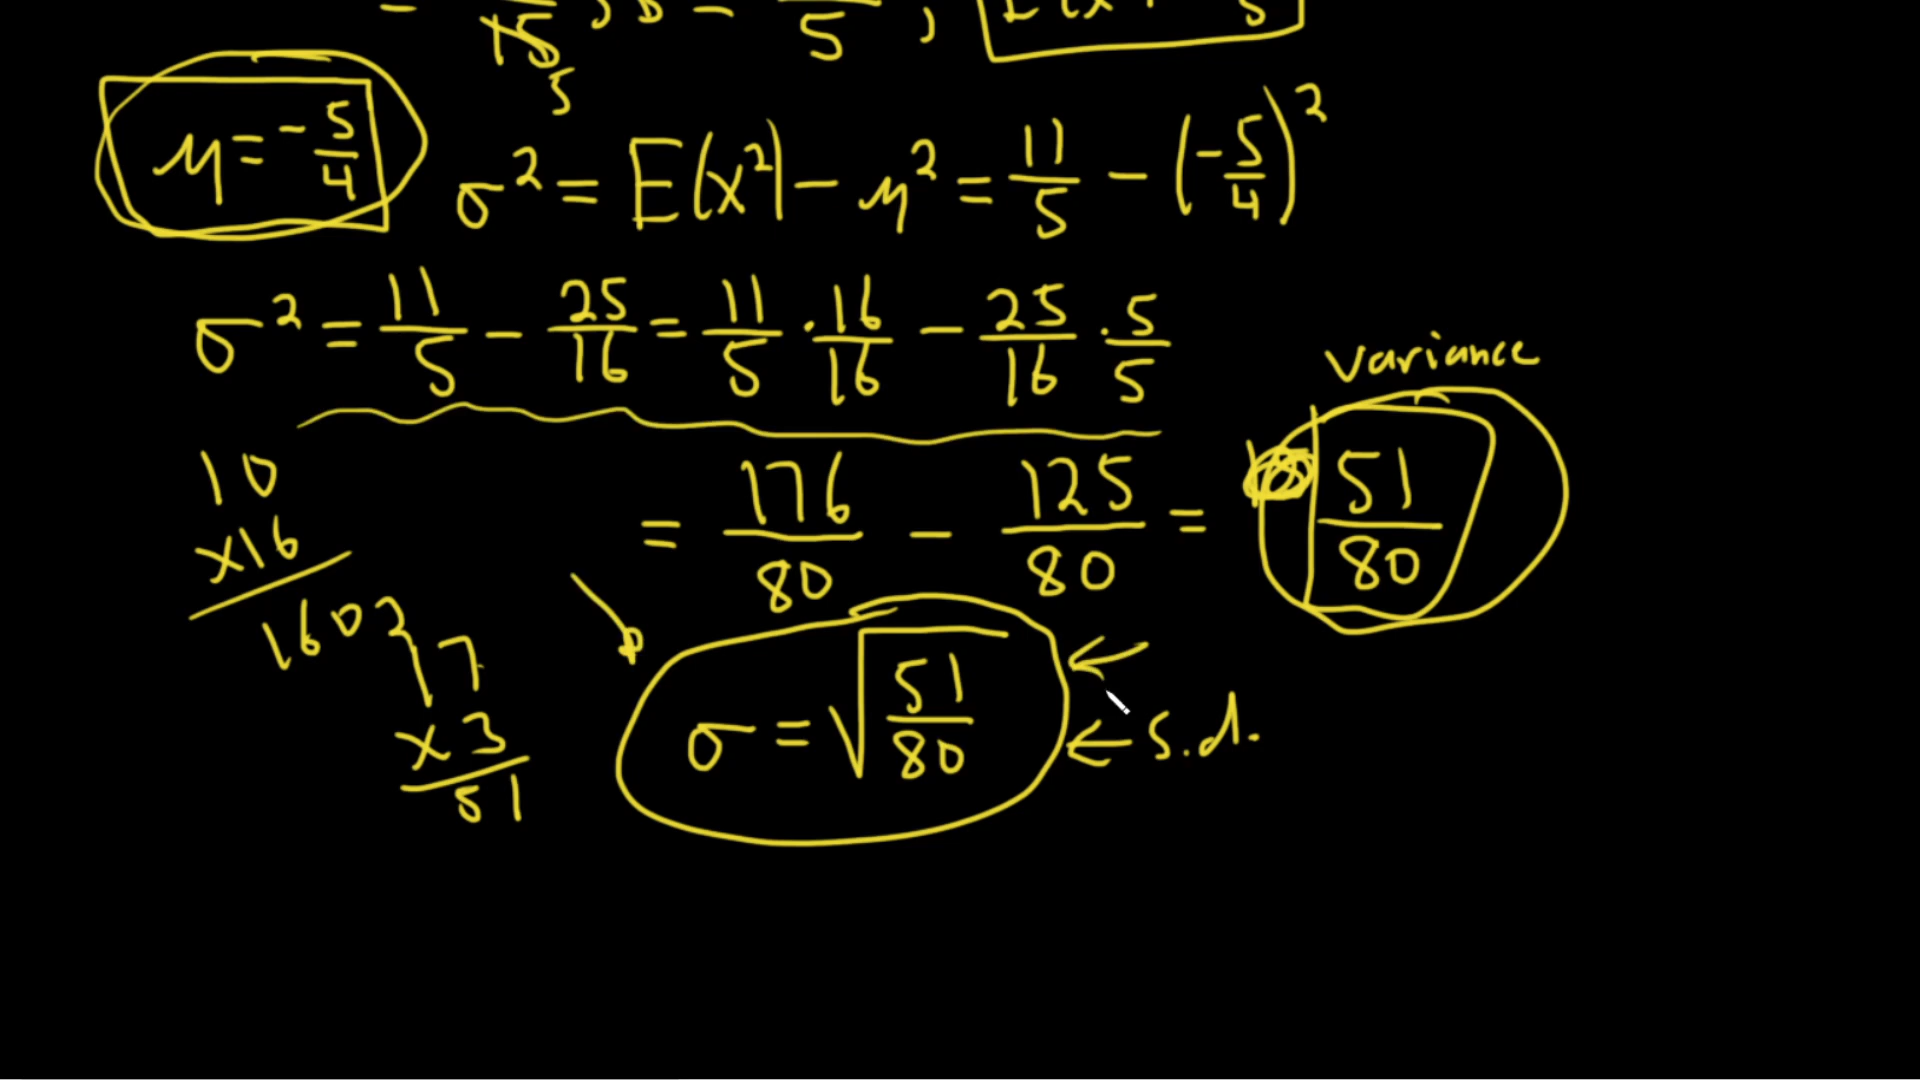 5
μ = -5/4
σ² = E(x²) - μ² = 11/5 - (-5/4)²
σ² = 11/5 - 25/16 = 11/5 · 16/16 - 25/16 · 5/5
variance
= 176/80 - 125/80 = 51/80
10
x16
160
17
x3
51
σ = √(51/80)
← s.d.